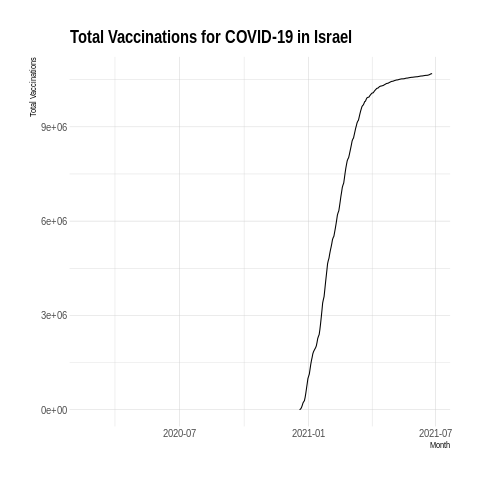 Total Vaccinations for COVID-19 in Israel
Total Vaccinations
9e+06
6e+06
3e+06
0e+00
2020-07 2021-01 2021-07
Month